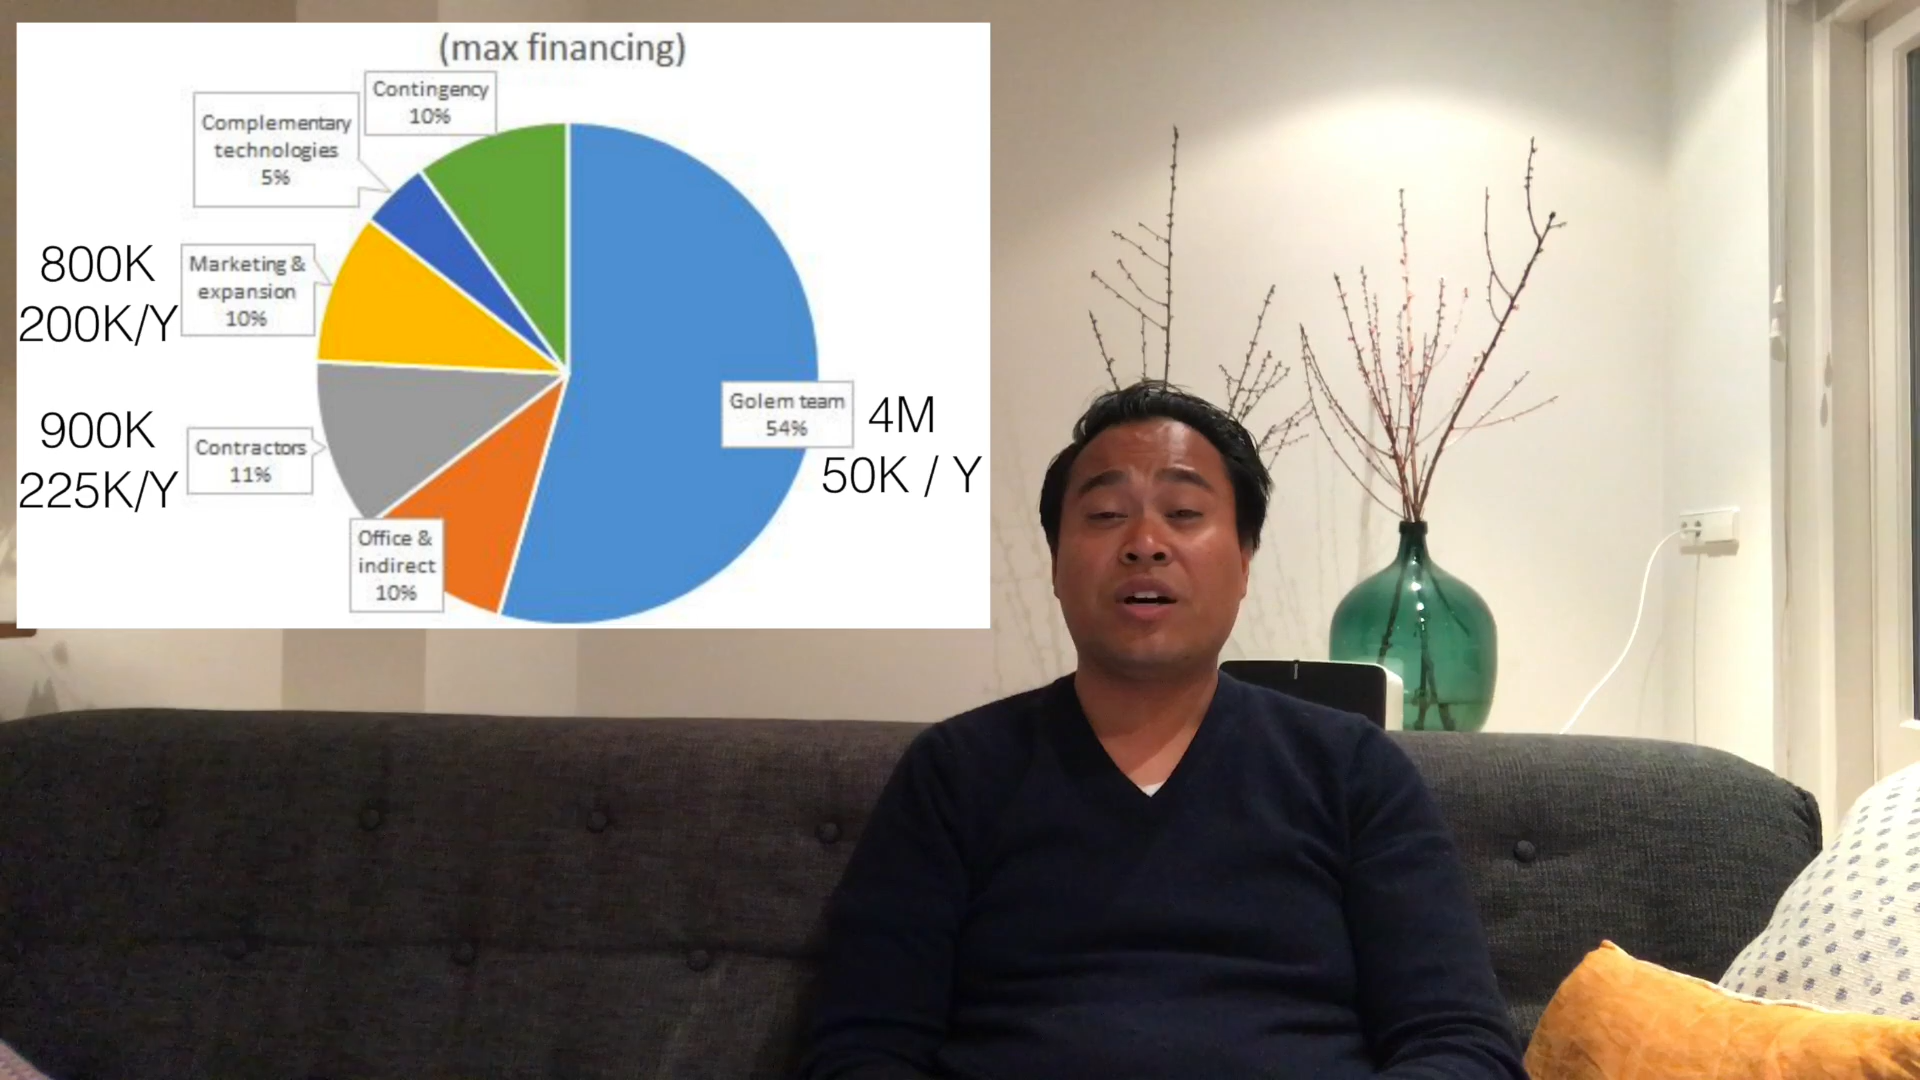 (max financing)
Contingency
10%
Complementary
technologies
5%
800K
200K/Y
Marketing &
expansion
10%
900K
225K/Y
Contractors
11%
Office &
indirect
10%
Golem team
54%
4M
50K / Y